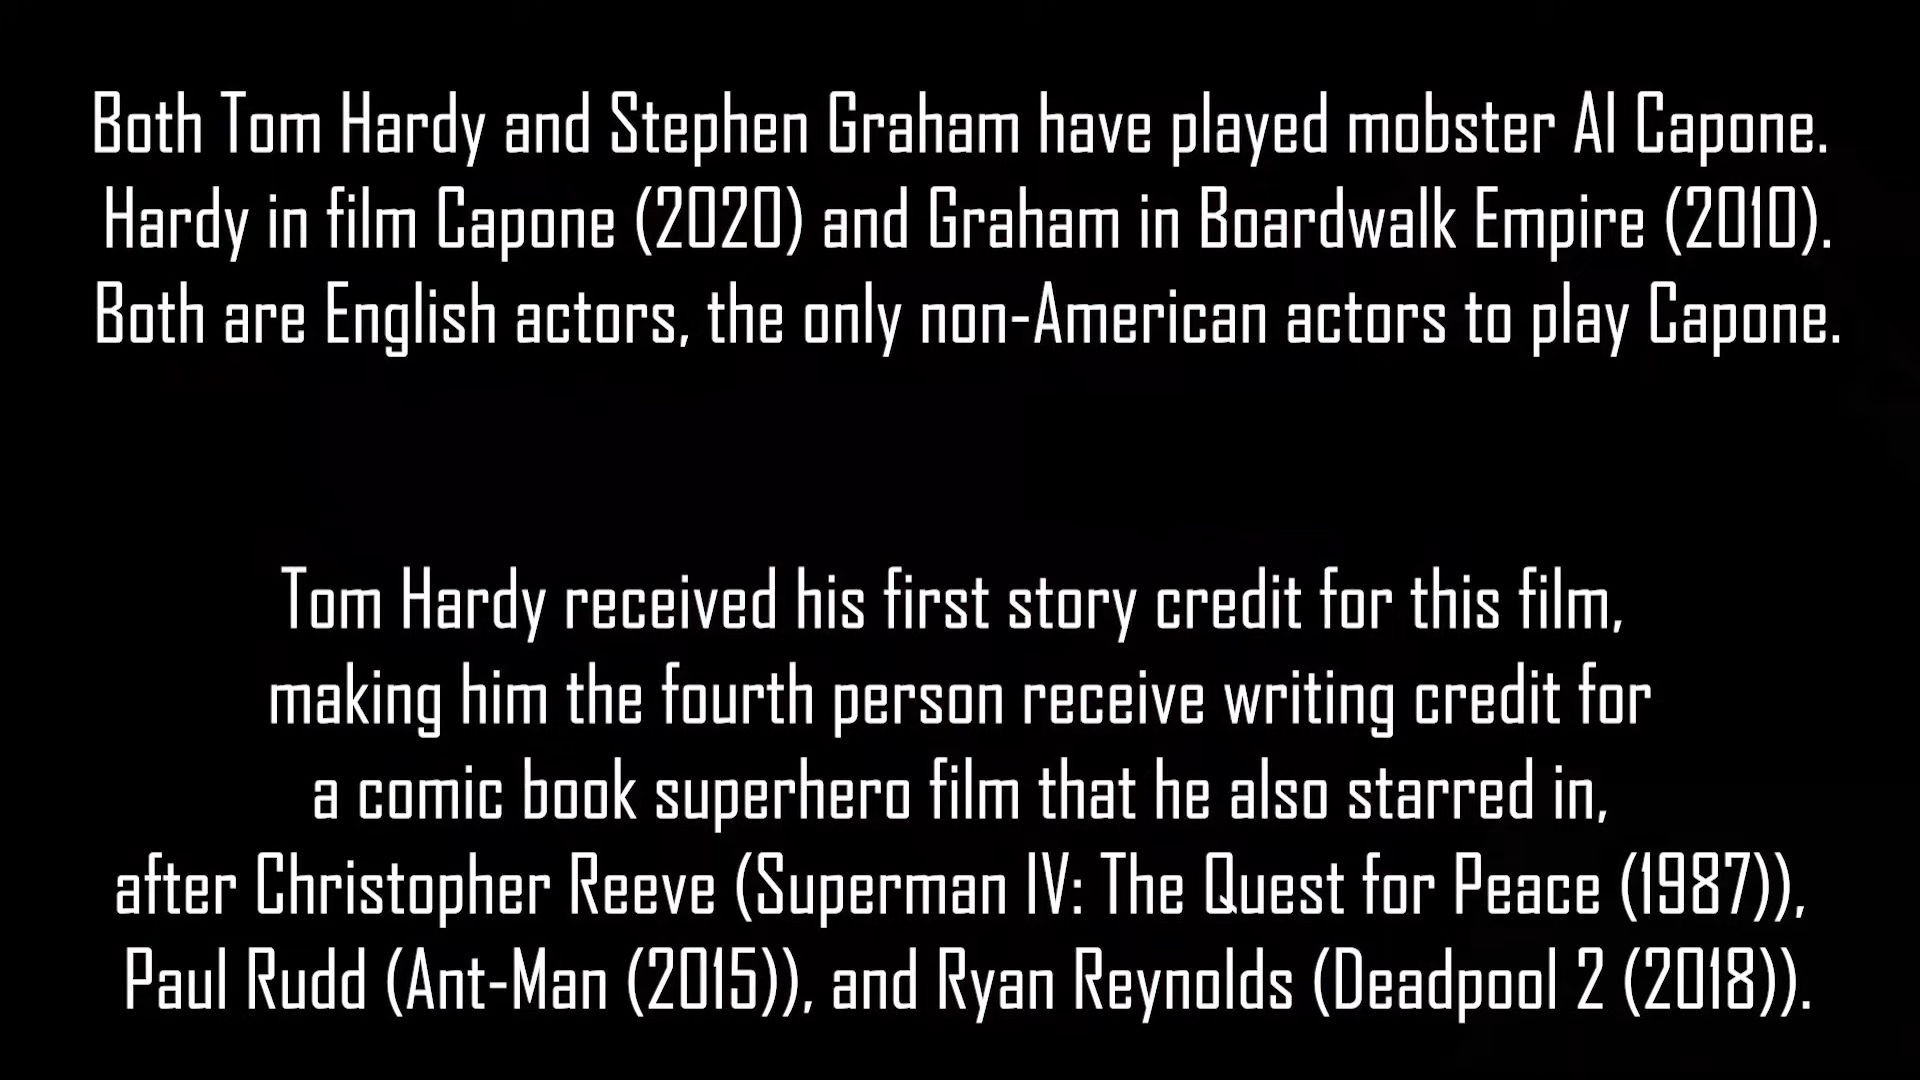 Both Tom Hardy and Stephen Graham have played mobster Al Capone.
Hardy in film Capone (2020) and Graham in Boardwalk Empire (2010).
Both are English actors, the only non-American actors to play Capone.
Tom Hardy received his first story credit for this film,
making him the fourth person receive writing credit for
a comic book superhero film that he also starred in,
after Christopher Reeve (Superman IV: The Quest for Peace (1987)),
Paul Rudd (Ant-Man (2015)), and Ryan Reynolds (Deadpool 2 (2018)).